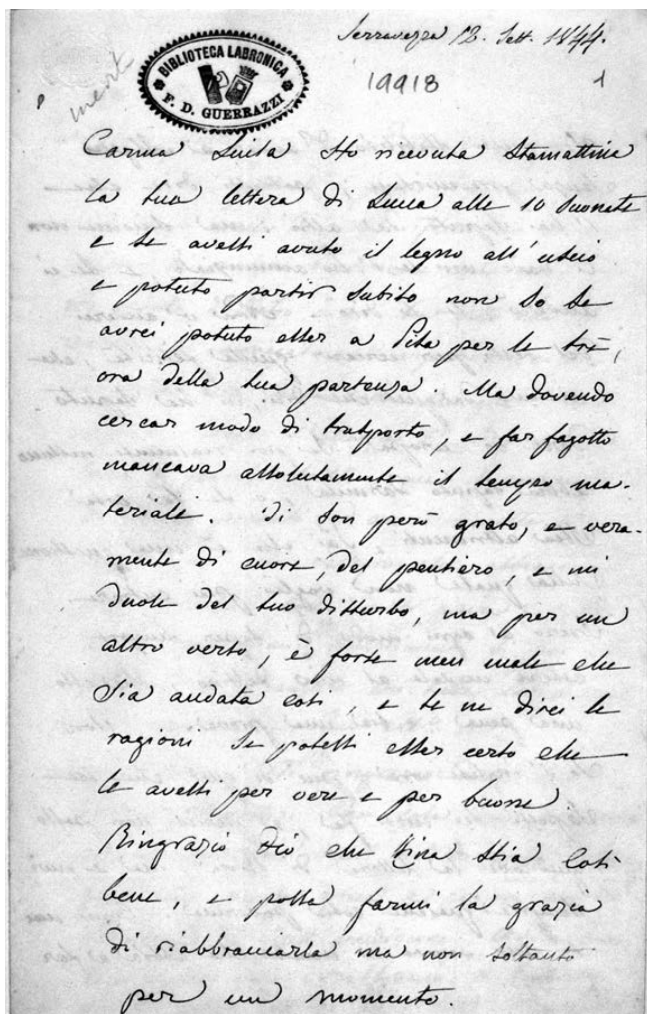 Serravezza 12. Sett. 1844.
BIBLIOTECA LABRONICA
F. D. GUERRAZZI
19918
1
inedit
Carma Luisa Ho ricevuta Stamattina
la tua lettera di Lucca alle 10 suonate
e se avessi avuto il legno all' uscio
e potuto partir subito non so se
avrei potuto esser a Pisa per le tre,
ora della tua partenza. Ma dovendo
cercar modo di trasporto, e far fagotto
mancava assolutamente il tempo ma-
teriale. Ti son però grato, e vera-
mente di cuore, del pensiero, e mi
duole del tuo disturbo, ma per un
altro verso, è forse men male che
sia andata così, e te ne direi le
ragioni se potessi esser certo che
le avessi per vere e per buone.
Ringrazio Dio che Nina stia così
bene, e possa farmi la grazia
di riabbracciarla ma non soltanto
per un momento.